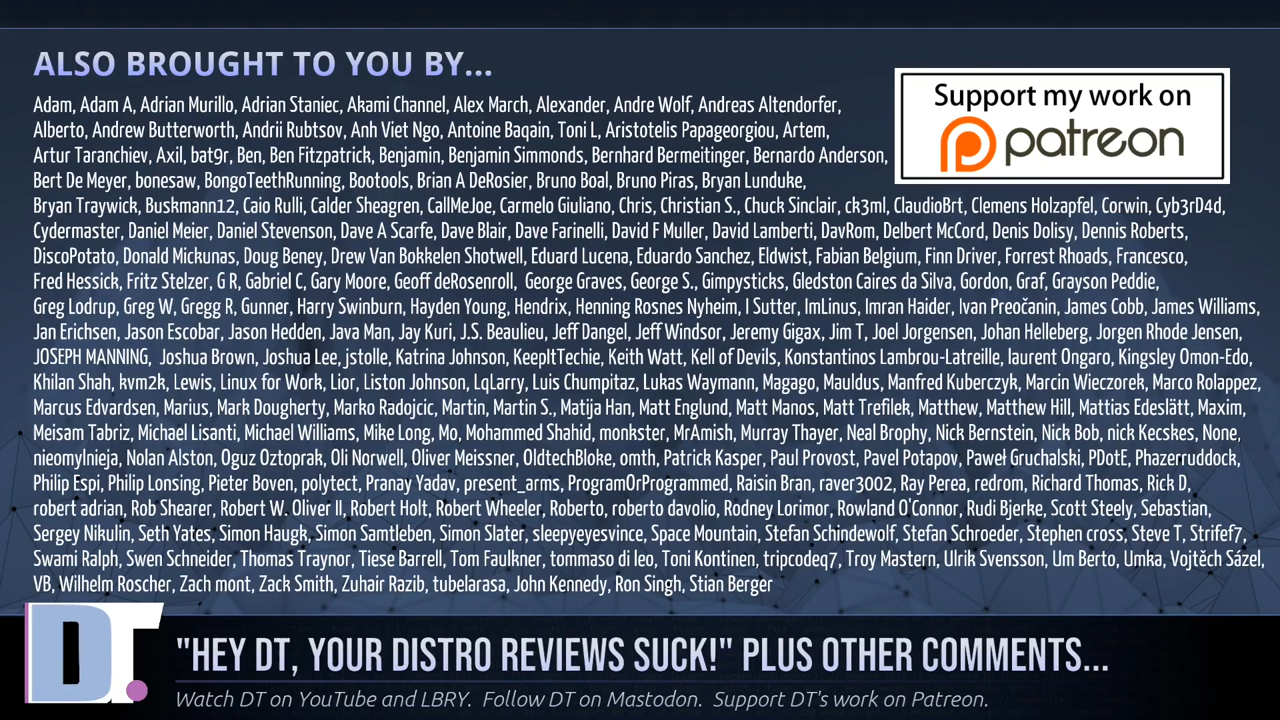 ALSO BROUGHT TO YOU BY...
Support my work on
patreon
Adam, Adam A, Adrian Murillo, Adrian Staniec, Akami Channel, Alex March, Alexander, Andre Wolf, Andreas Altendorfer,
Alberto, Andrew Butterworth, Andrii Rubtsov, Anh Viet Ngo, Antoine Baqain, Toni L, Aristotelis Papageorgiou, Artem,
Artur Taranchiev, Axil, bat9r, Ben, Ben Fitzpatrick, Benjamin, Benjamin Simmonds, Bernhard Bermeitinger, Bernardo Anderson,
Bert De Meyer, bonesaw, BongoTeethRunning, Bootools, Brian A DeRosier, Bruno Boal, Bruno Piras, Bryan Lunduke,
Bryan Traywick, Buskmann12, Caio Rulli, Calder Sheagren, CallMeJoe, Carmelo Giuliano, Chris, Christian S., Chuck Sinclair, ck3ml, ClaudioBrt, Clemens Holzapfel, Corwin, Cyb3rD4d,
Cydermaster, Daniel Meier, Daniel Stevenson, Dave A Scarfe, Dave Blair, Dave Farinelli, David F Muller, David Lamberti, DavRom, Delbert McCord, Denis Dolisy, Dennis Roberts,
DiscoPotato, Donald Mickunas, Doug Beney, Drew Van Bokkelen Shotwell, Eduard Lucena, Eduardo Sanchez, Eldwist, Fabian Belgium, Finn Driver, Forrest Rhoads, Francesco,
Fred Hessick, Fritz Stelzer, G R, Gabriel C, Gary Moore, Geoff deRosenroll,  George Graves, George S., Gimpysticks, Gledston Caires da Silva, Gordon, Graf, Grayson Peddie,
Greg Lodrup, Greg W, Gregg R, Gunner, Harry Swinburn, Hayden Young, Hendrix, Henning Rosnes Nyheim, I Sutter, ImLinus, Imran Haider, Ivan Preočanin, James Cobb, James Williams,
Jan Erichsen, Jason Escobar, Jason Hedden, Java Man, Jay Kuri, J.S. Beaulieu, Jeff Dangel, Jeff Windsor, Jeremy Gigax, Jim T, Joel Jorgensen, Johan Helleberg, Jorgen Rhode Jensen,
JOSEPH MANNING,  Joshua Brown, Joshua Lee, jstolle, Katrina Johnson, KeepItTechie, Keith Watt, Kell of Devils, Konstantinos Lambrou-Latreille, laurent Ongaro, Kingsley Omon-Edo,
Khilan Shah, kvm2k, Lewis, Linux for Work, Lior, Liston Johnson, LqLarry, Luis Chumpitaz, Lukas Waymann, Magago, Mauldus, Manfred Kuberczyk, Marcin Wieczorek, Marco Rolappez,
Marcus Edvardsen, Marius, Mark Dougherty, Marko Radojcic, Martin, Martin S., Matija Han, Matt Englund, Matt Manos, Matt Trefilek, Matthew, Matthew Hill, Mattias Edeslätt, Maxim,
Meisam Tabriz, Michael Lisanti, Michael Williams, Mike Long, Mo, Mohammed Shahid, monkster, MrAmish, Murray Thayer, Neal Brophy, Nick Bernstein, Nick Bob, nick Kecskes, None,
nieomylnieja, Nolan Alston, Oguz Oztoprak, Oli Norwell, Oliver Meissner, OldtechBloke, omth, Patrick Kasper, Paul Provost, Pavel Potapov, Paweł Gruchalski, PDotE, Phazerruddock,
Philip Espi, Philip Lonsing, Pieter Boven, polytect, Pranay Yadav, present_arms, ProgramOrProgrammed, Raisin Bran, raver3002, Ray Perea, redrom, Richard Thomas, Rick D,
robert adrian, Rob Shearer, Robert W. Oliver II, Robert Holt, Robert Wheeler, Roberto, roberto davolio, Rodney Lorimor, Rowland O'Connor, Rudi Bjerke, Scott Steely, Sebastian,
Sergey Nikulin, Seth Yates, Simon Haugk, Simon Samtleben, Simon Slater, sleepyeyesvince, Space Mountain, Stefan Schindewolf, Stefan Schroeder, Stephen cross, Steve T, Strifef7,
Swami Ralph, Swen Schneider, Thomas Traynor, Tiese Barrell, Tom Faulkner, tommaso di leo, Toni Kontinen, tripcodeq7, Troy Mastern, Ulrik Svensson, Um Berto, Umka, Vojtěch Sázel,
VB, Wilhelm Roscher, Zach mont, Zack Smith, Zuhair Razib, tubelarasa, John Kennedy, Ron Singh, Stian Berger
DT.
"HEY DT, YOUR DISTRO REVIEWS SUCK!" PLUS OTHER COMMENTS...
Watch DT on YouTube and LBRY.  Follow DT on Mastodon.  Support DT's work on Patreon.